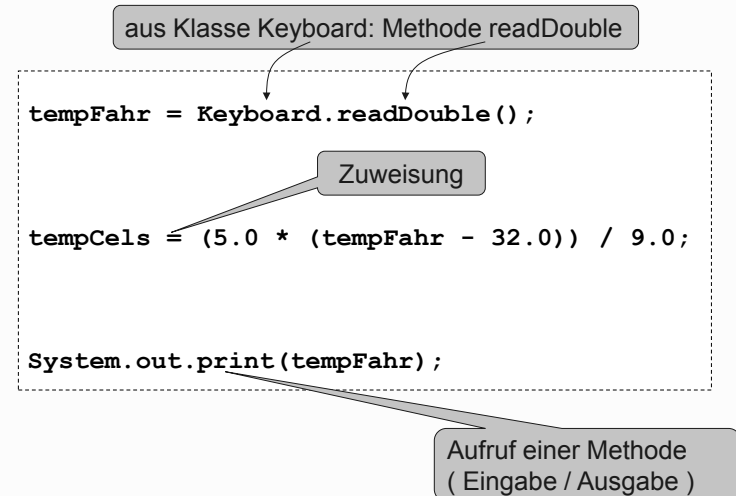 aus Klasse Keyboard: Methode readDouble
tempFahr = Keyboard.readDouble();
Zuweisung
tempCels = (5.0 * (tempFahr - 32.0)) / 9.0;
System.out.print(tempFahr);
Aufruf einer Methode
( Eingabe / Ausgabe )